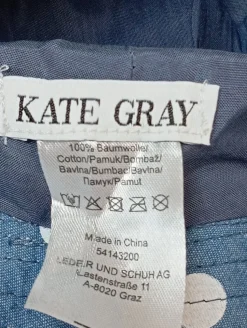 KATE GRAY
100% Baumwolle/
Cotton/Pamuk/Bombaž/
Bavlna/Bumbac/Bavlna/
Памук/Pamut
Made in China
54143200
LEDER UND SCHUH AG
Lastenstraße 11
A-8020 Graz